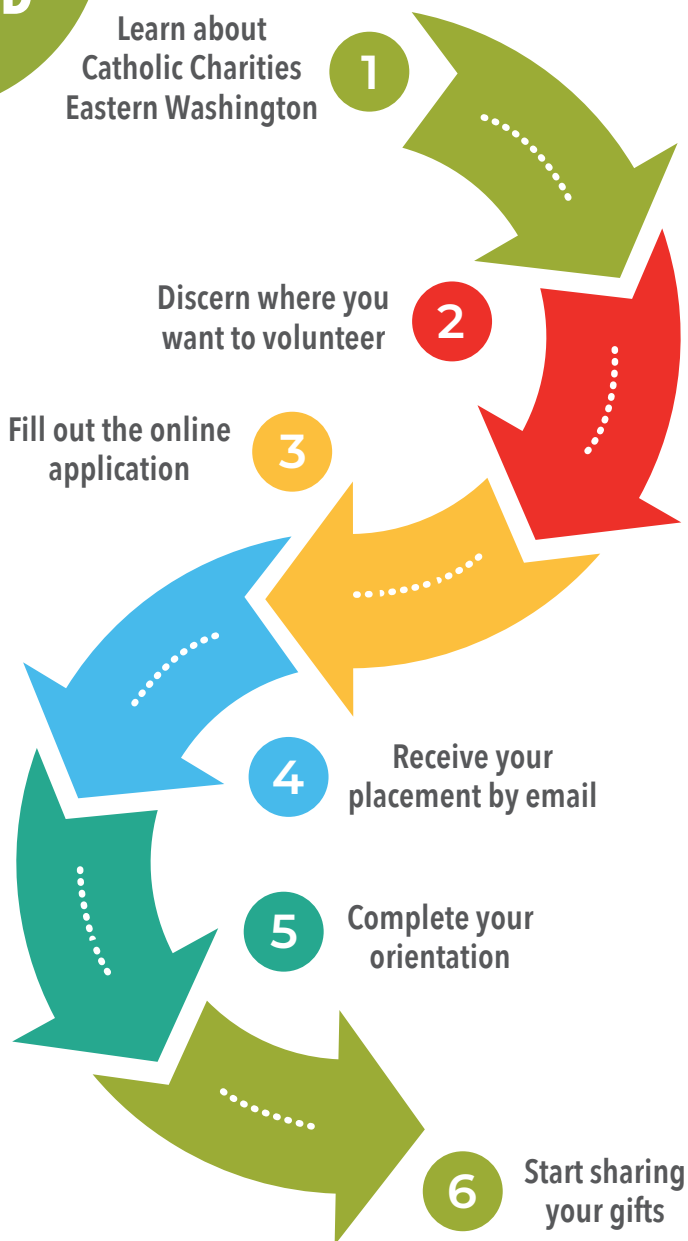 D
Learn about
Catholic Charities
Eastern Washington
1
Discern where you
want to volunteer
2
Fill out the online
application
3
4
Receive your
placement by email
5
Complete your
orientation
6
Start sharing
your gifts